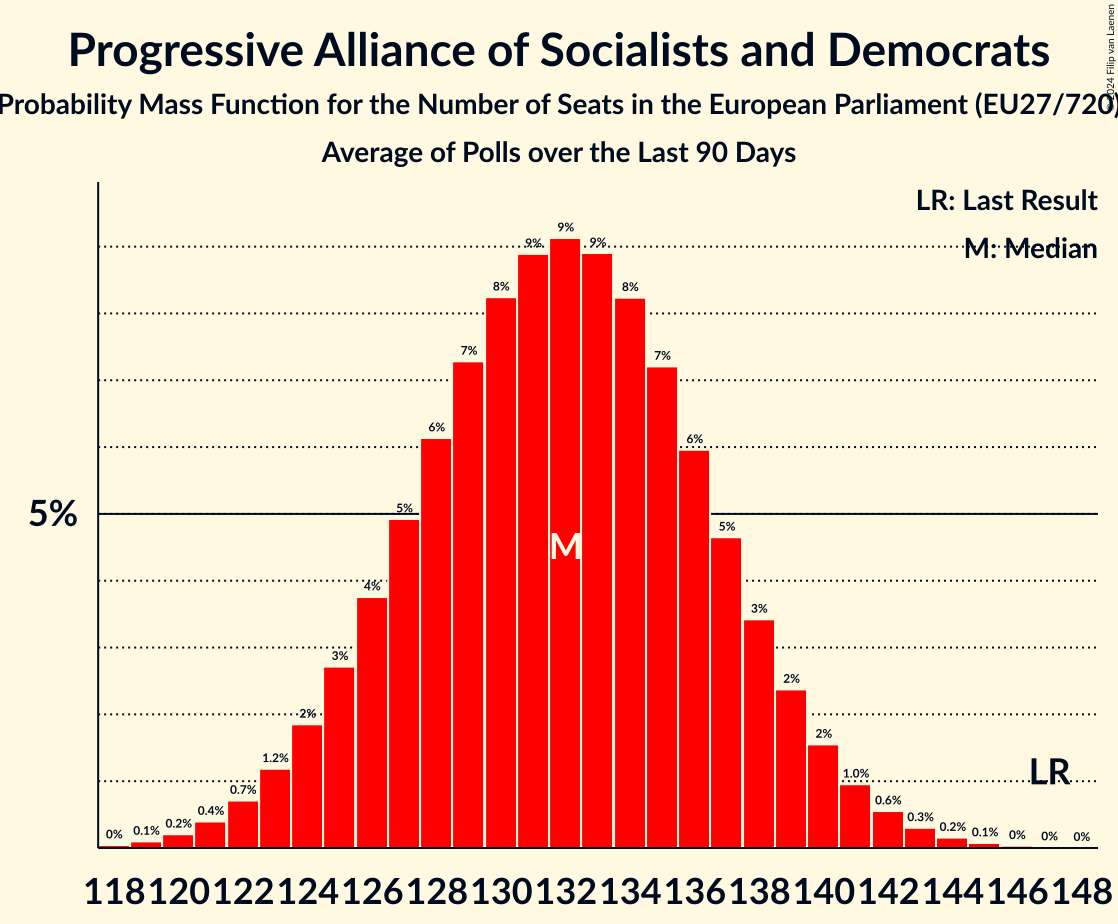 Progressive Alliance of Socialists and Democrats
Probability Mass Function for the Number of Seats in the European Parliament (EU27/720)
Average of Polls over the Last 90 Days
© 2024 Filip van Laenen
LR: Last Result
M: Median
5%
0% 0.1% 0.2% 0.4% 0.7% 1.2% 2% 3% 4% 5% 6% 7% 8% 9% 9% 9% 8% 7% 6% 5% 3% 2% 2% 1.0% 0.6% 0.3% 0.2% 0.1% 0% 0% 0%
M
LR
118 120 122 124 126 128 130 132 134 136 138 140 142 144 146 148